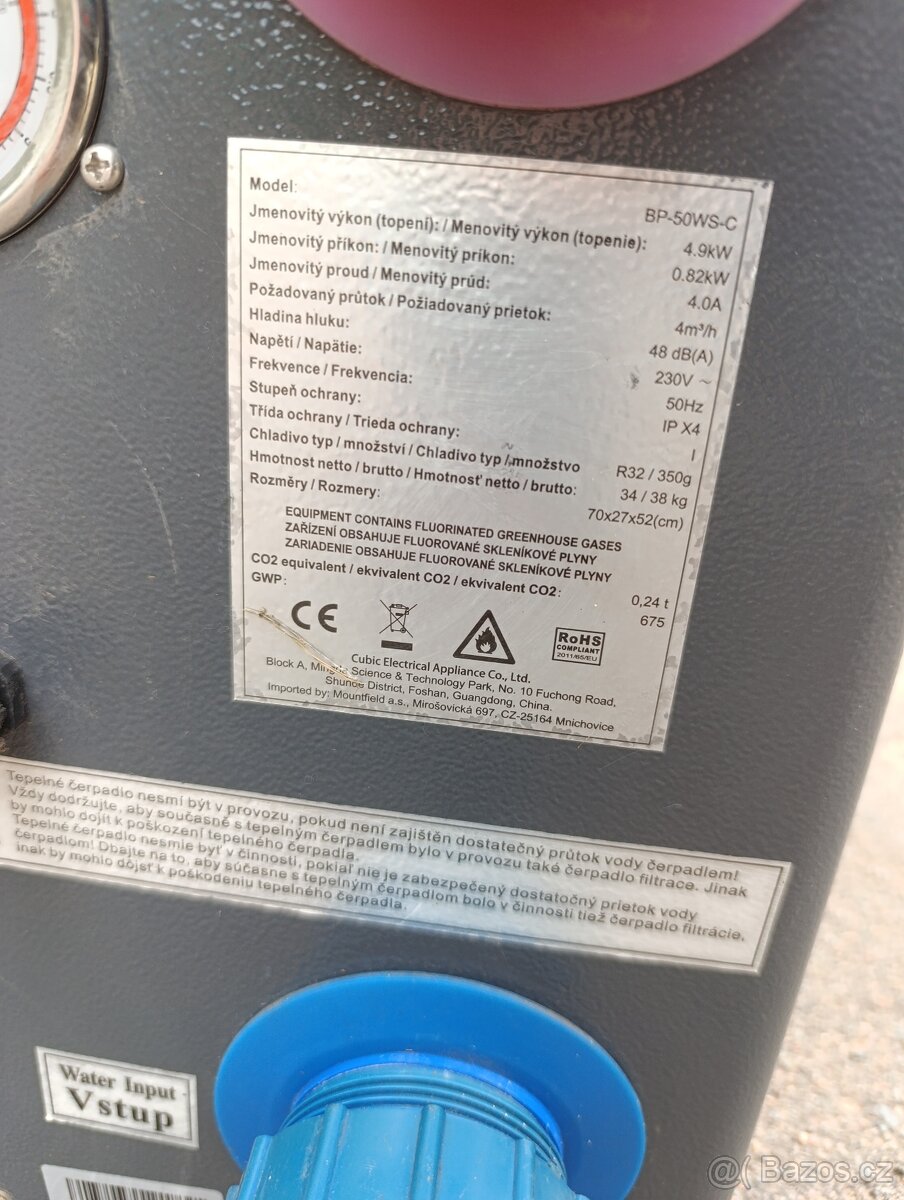 Model: BP-50WS-C
Jmenovitý výkon (topení): / Menovitý výkon (topenie): 4.9kW
Jmenovitý příkon: / Menovitý príkon: 0.82kW
Jmenovitý proud / Menovitý prúd: 4.0A
Požadovaný průtok / Požiadovaný prietok: 4m³/h
Hladina hluku: 48 dB(A)
Napětí / Napätie: 230V ~
Frekvence / Frekvencia: 50Hz
Stupeň ochrany: IP X4
Třída ochrany / Trieda ochrany: I
Chladivo typ / množství / Chladivo typ / množstvo R32 / 350g
Hmotnost netto / brutto / Hmotnosť netto / brutto: 34 / 38 kg
Rozměry / Rozmery: 70x27x52(cm)
EQUIPMENT CONTAINS FLUORINATED GREENHOUSE GASES
ZAŘÍZENÍ OBSAHUJE FLUOROVANÉ SKLENÍKOVÉ PLYNY
ZARIADENIE OBSAHUJE FLUOROVANÉ SKLENÍKOVÉ PLYNY
CO2 equivalent / ekvivalent CO2 / ekvivalent CO2: 0,24 t
GWP: 675
CE
RoHS
COMPLIANT
2011/65/EU
Cubic Electrical Appliance Co., Ltd.
Block A, Science & Technology Park, No. 10 Fuchong Road,
Shunde District, Foshan, Guangdong, China.
Imported by: Mountfield a.s., Mirošovická 697, CZ-25164 Mnichovice
Tepelné čerpadlo nesmí být v provozu, pokud není zajištěn dostatečný průtok vody čerpadlem!
Vždy dodržujte, aby současně s tepelným čerpadlem bylo v provozu také čerpadlo filtrace. Jinak
by mohlo dojít k poškození tepelného čerpadla.
Tepelné čerpadlo nesmie byť v činnosti, pokiaľ nie je zabezpečený dostatočný prietok vody
čerpadlom! Dbajte na to, aby súčasne s tepelným čerpadlom bolo v činnosti tiež čerpadlo filtrácie,
inak by mohlo dôjsť k poškodeniu tepelného čerpadla.
Water Input
Vstup
@( Bazos.cz